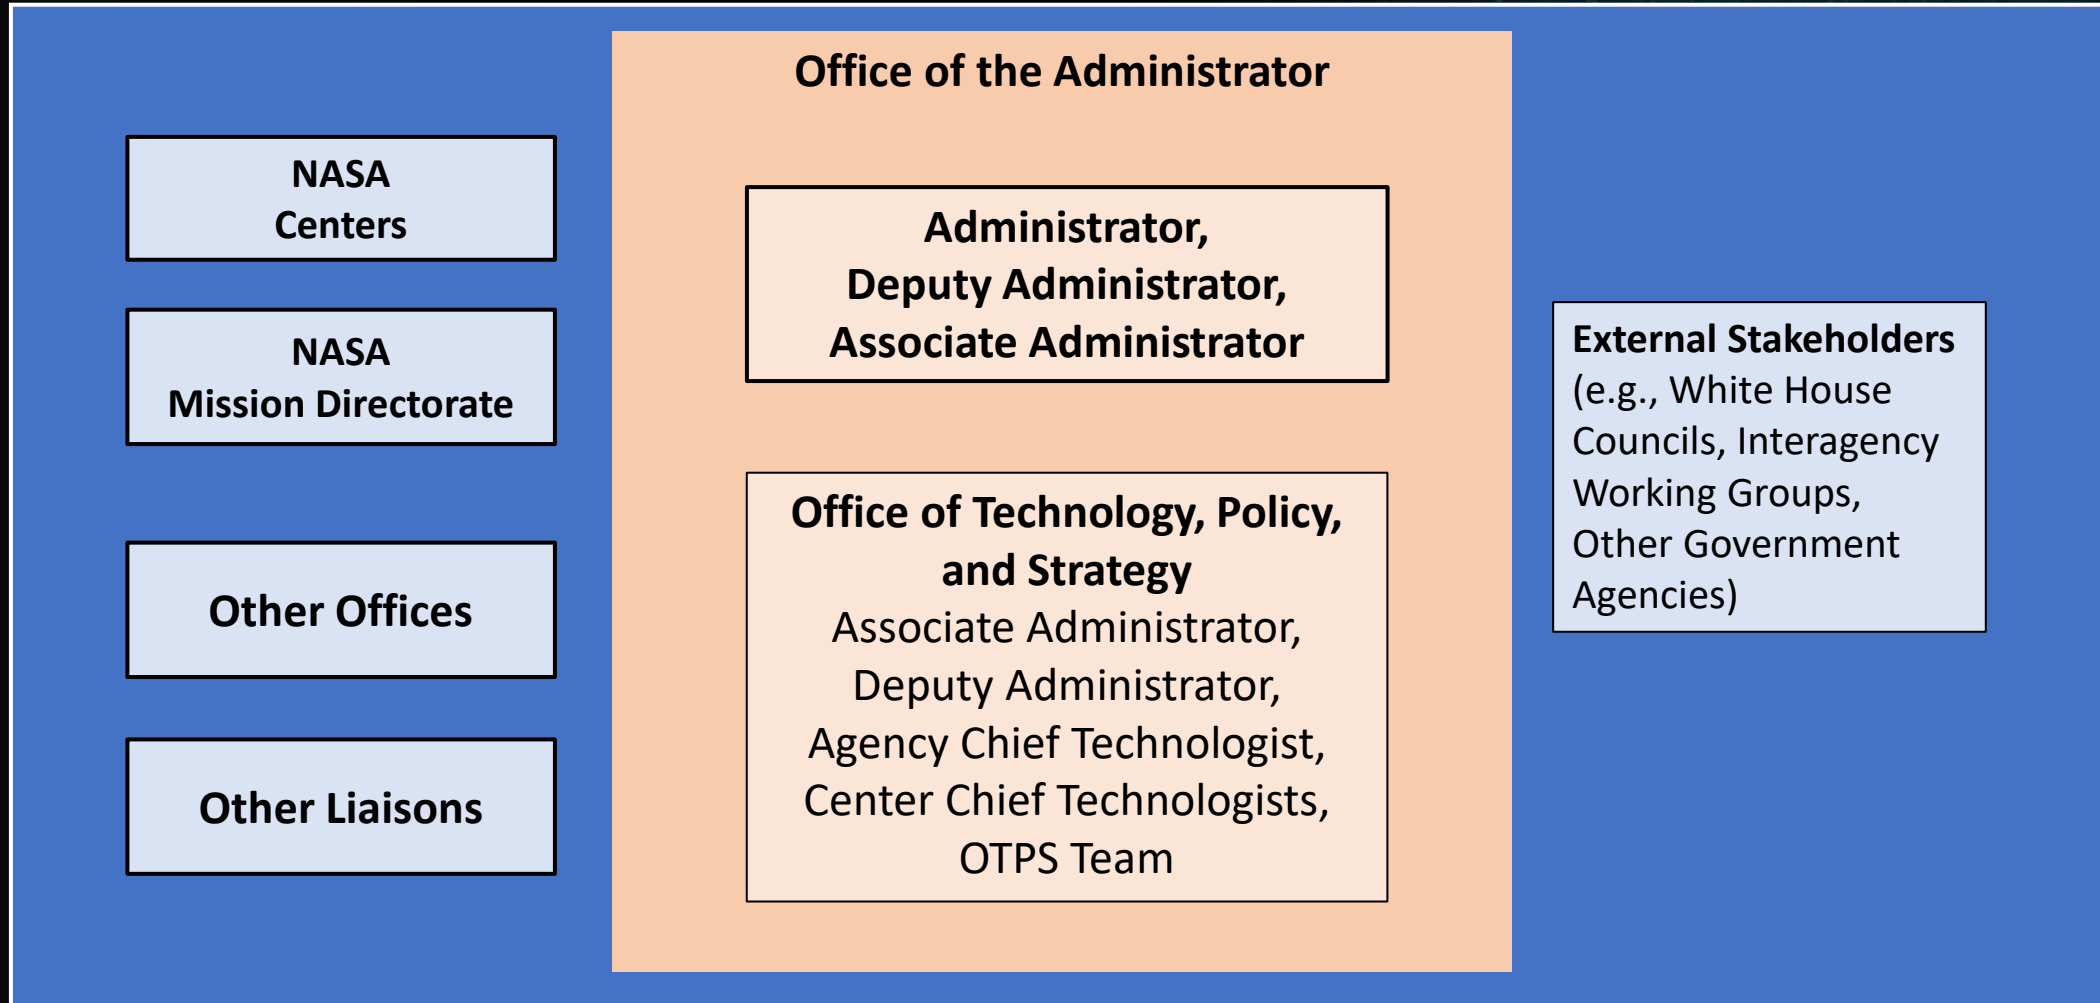 Office of the Administrator
NASA
Centers
NASA
Mission Directorate
Other Offices
Other Liaisons
Administrator,
Deputy Administrator,
Associate Administrator
Office of Technology, Policy,
and Strategy
Associate Administrator,
Deputy Administrator,
Agency Chief Technologist,
Center Chief Technologists,
OTPS Team
External Stakeholders
(e.g., White House
Councils, Interagency
Working Groups,
Other Government
Agencies)